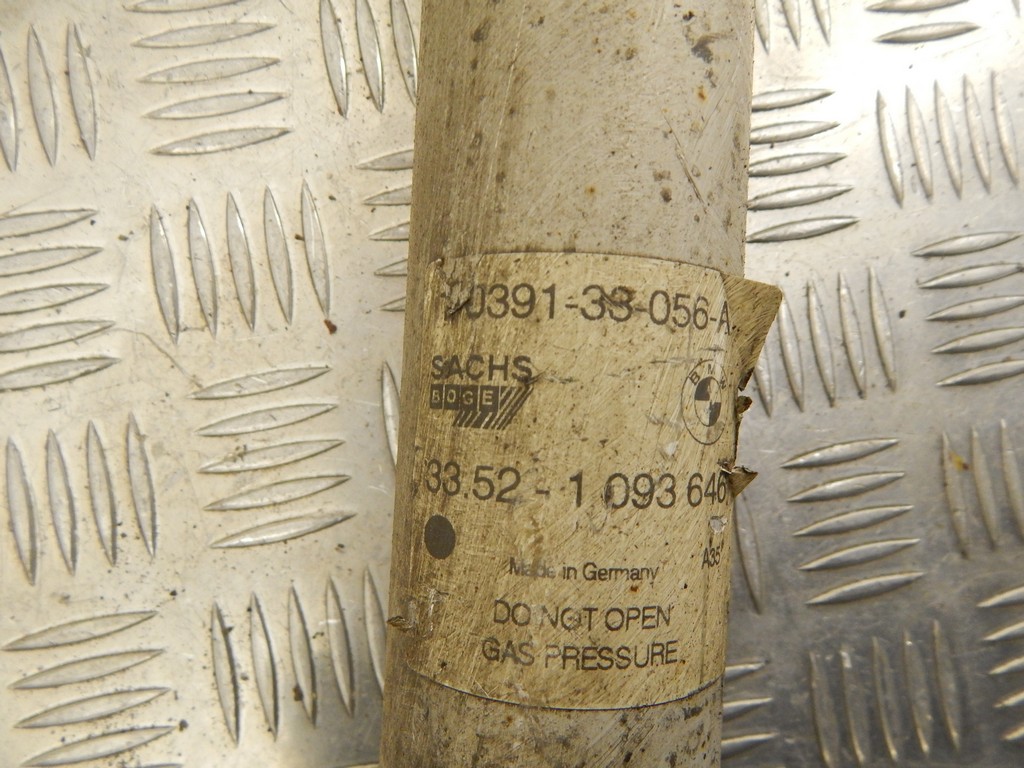 0391-33-056-A
SACHS
BOGE
BMW
33.52 - 1 093 646
A35
Made in Germany
DO NOT OPEN
GAS PRESSURE